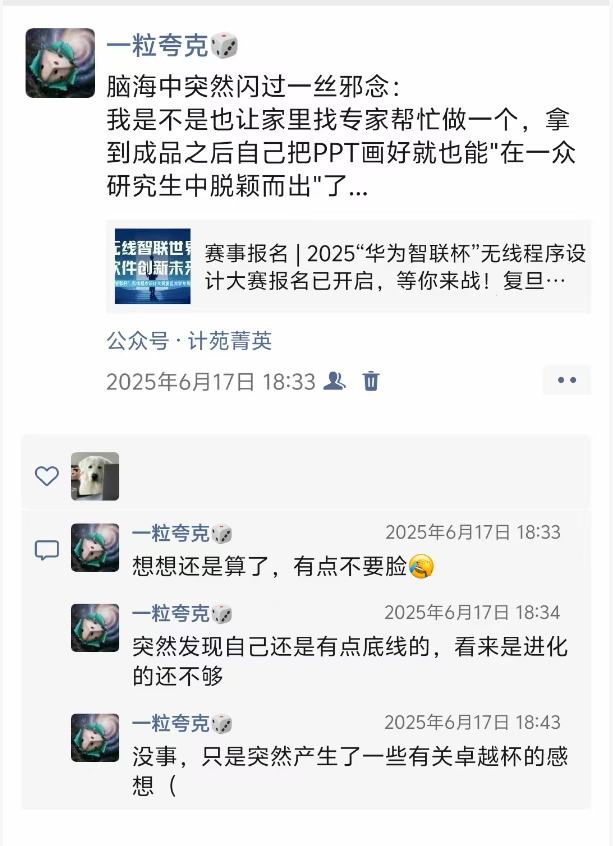 一粒夸克🎲
脑海中突然闪过一丝邪念：
我是不是也让家里找专家帮忙做一个，拿
到成品之后自己把PPT画好就也能"在一众
研究生中脱颖而出"了...
无线智联世界
软件创新未来
赛事报名 | 2025“华为智联杯”无线程序设
计大赛报名已开启，等你来战！复旦…
公众号 · 计苑菁英
2025年6月17日 18:33
一粒夸克🎲 2025年6月17日 18:33
想想还是算了，有点不要脸🤣
一粒夸克🎲 2025年6月17日 18:34
突然发现自己还是有点底线的，看来是进化
的还不够
一粒夸克🎲 2025年6月17日 18:43
没事，只是突然产生了一些有关卓越杯的感
想（